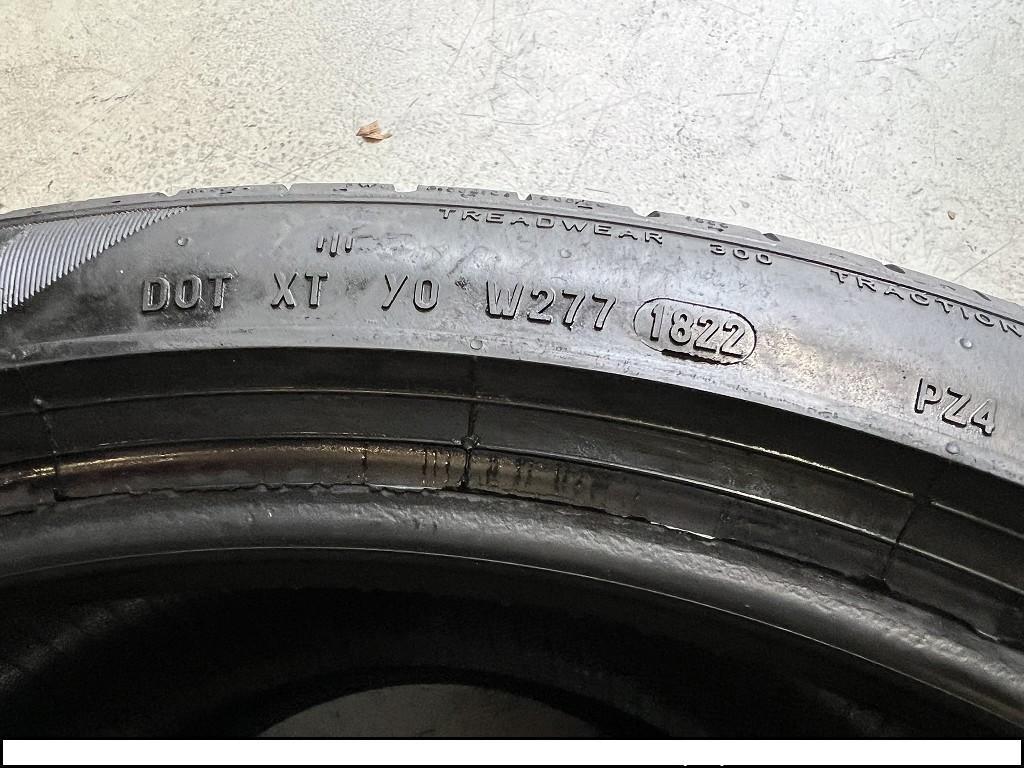 TREADWEAR 300 TRACTION
DOT XT Y0 W277 1822
PZ4